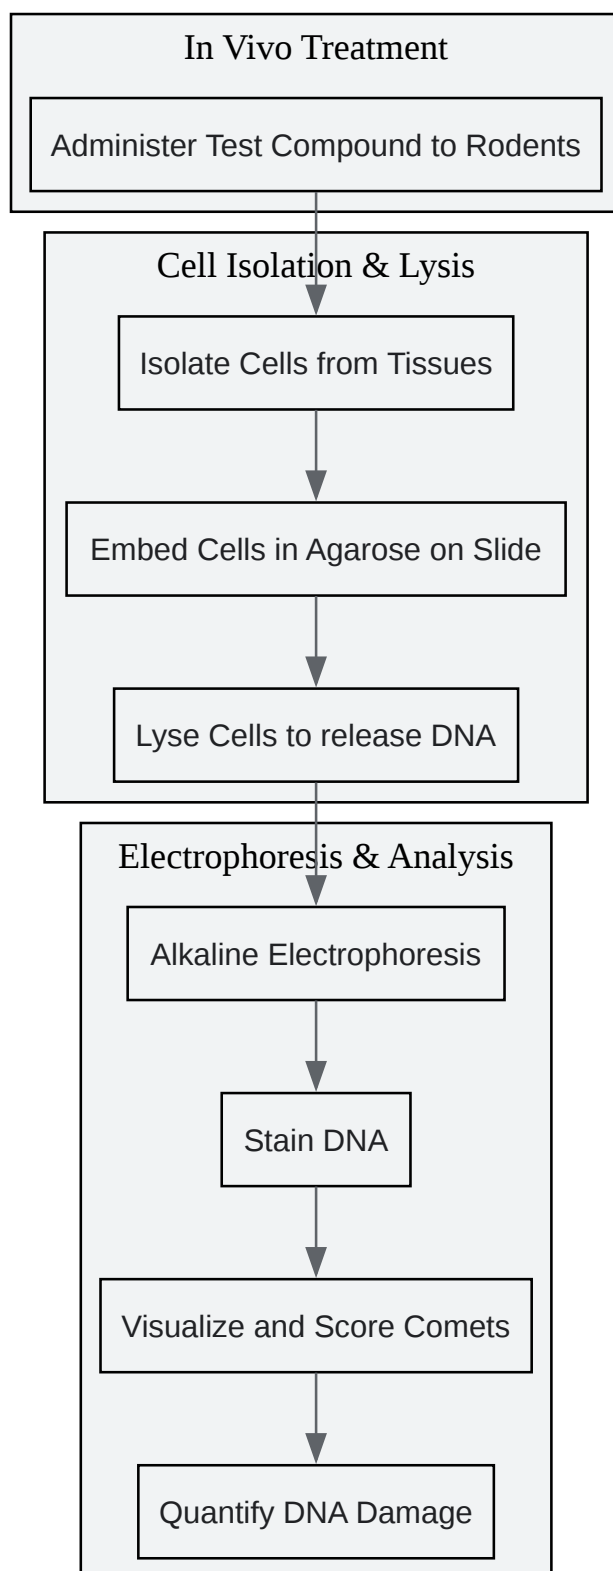 In Vivo Treatment
Administer Test Compound to Rodents
Cell Isolation & Lysis
Isolate Cells from Tissues
Embed Cells in Agarose on Slide
Lyse Cells to release DNA
Electrophoresis & Analysis
Alkaline Electrophoresis
Stain DNA
Visualize and Score Comets
Quantify DNA Damage